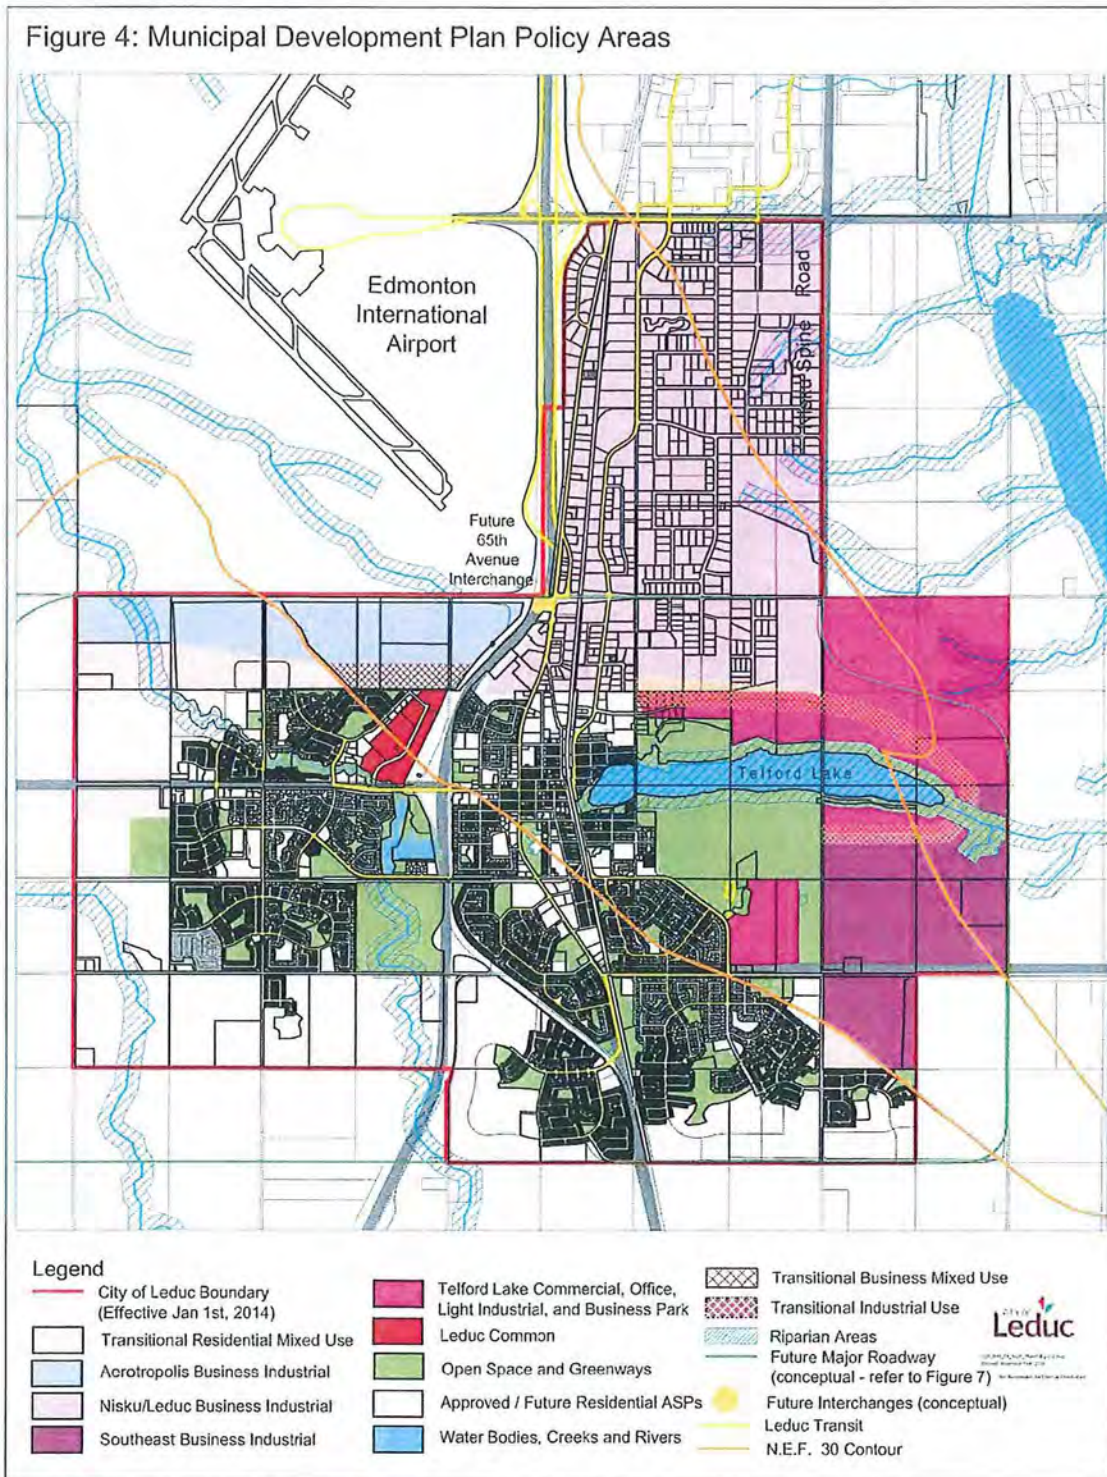 Figure 4: Municipal Development Plan Policy Areas
Edmonton
International
Airport
Nisku Spine Road
Future
65th
Avenue
Interchange
Telford Lake
Legend
City of Leduc Boundary
(Effective Jan 1st, 2014)
Transitional Residential Mixed Use
Aerotropolis Business Industrial
Nisku/Leduc Business Industrial
Southeast Business Industrial
Telford Lake Commercial, Office,
Light Industrial, and Business Park
Leduc Common
Open Space and Greenways
Approved / Future Residential ASPs
Water Bodies, Creeks and Rivers
Transitional Business Mixed Use
Transitional Industrial Use
Riparian Areas
Future Major Roadway
(conceptual - refer to Figure 7)
Future Interchanges (conceptual)
Leduc Transit
N.E.F. 30 Contour
CITY OF
Leduc